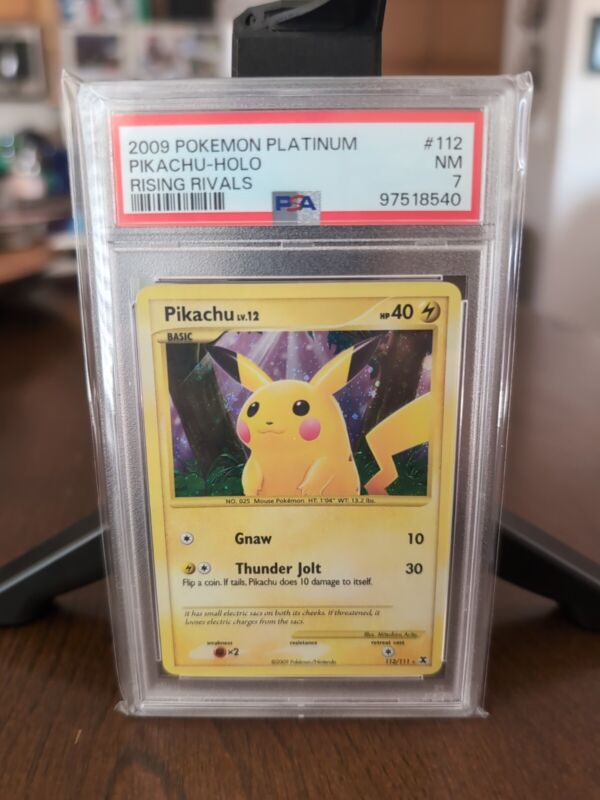 2009 POKEMON PLATINUM #112
PIKACHU-HOLO NM
RISING RIVALS 7
PSA 97518540
Pikachu LV.12 HP 40
BASIC
NO. 025 Mouse Pokémon HT: 1'04" WT: 13.2 lbs.
Gnaw 10
Thunder Jolt 30
Flip a coin. If tails, Pikachu does 10 damage to itself.
It has small electric sacs on both its cheeks. If threatened, it
looses electric charges from the sacs.
Illus. Mitsuhiro Arita
weakness resistance retreat cost
×2
©2009 Pokémon/Nintendo 112/111